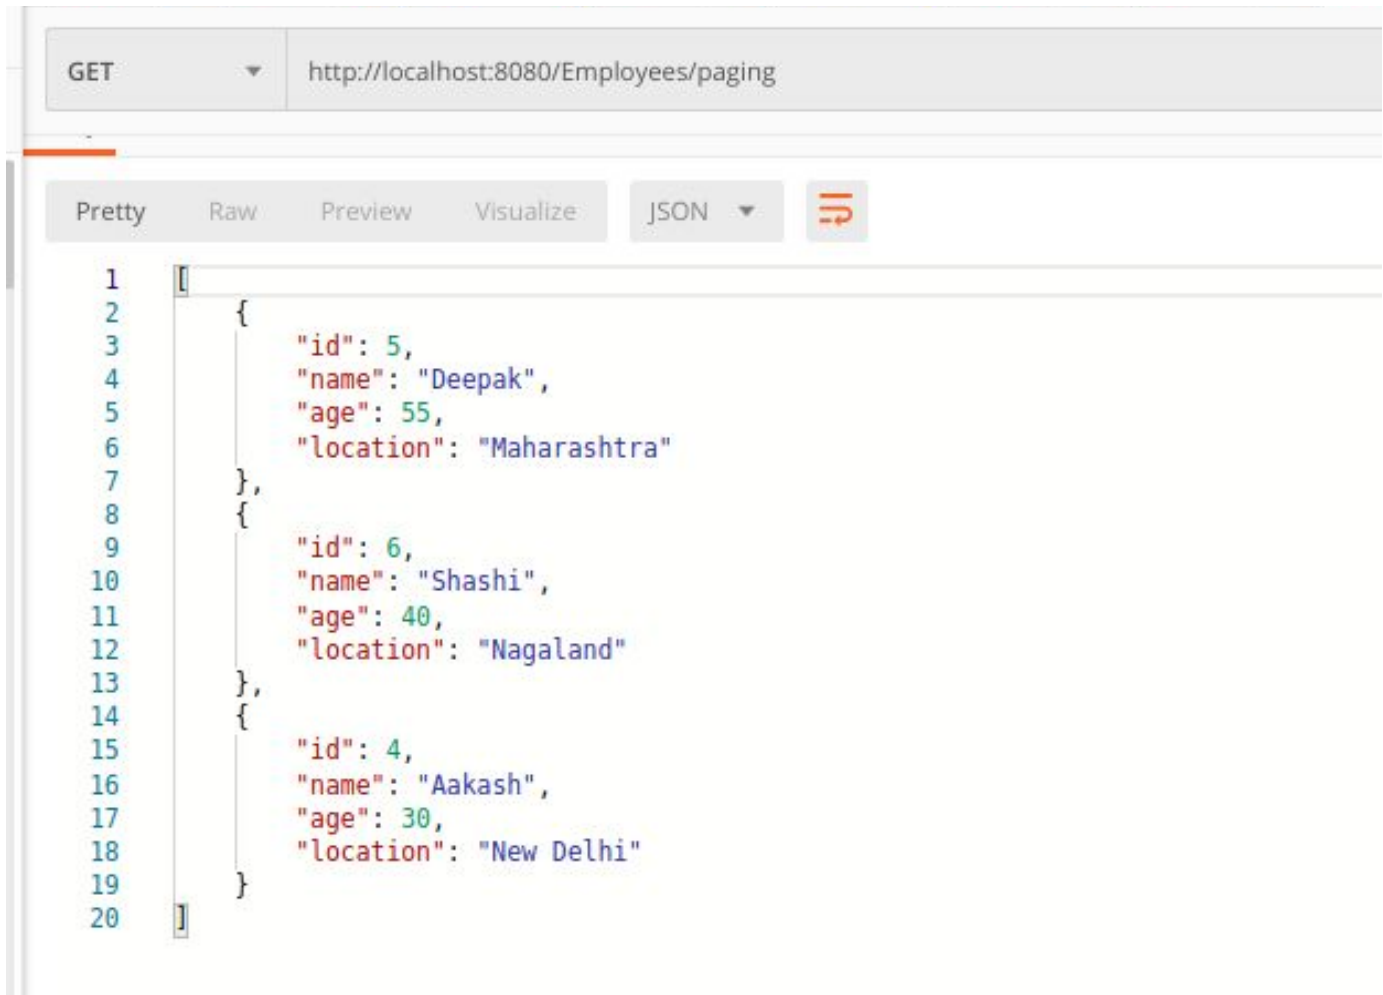 GET http://localhost:8080/Employees/paging
Pretty Raw Preview Visualize JSON
1 [
2 {
3 "id": 5,
4 "name": "Deepak",
5 "age": 55,
6 "location": "Maharashtra"
7 },
8 {
9 "id": 6,
10 "name": "Shashi",
11 "age": 40,
12 "location": "Nagaland"
13 },
14 {
15 "id": 4,
16 "name": "Aakash",
17 "age": 30,
18 "location": "New Delhi"
19 }
20 ]